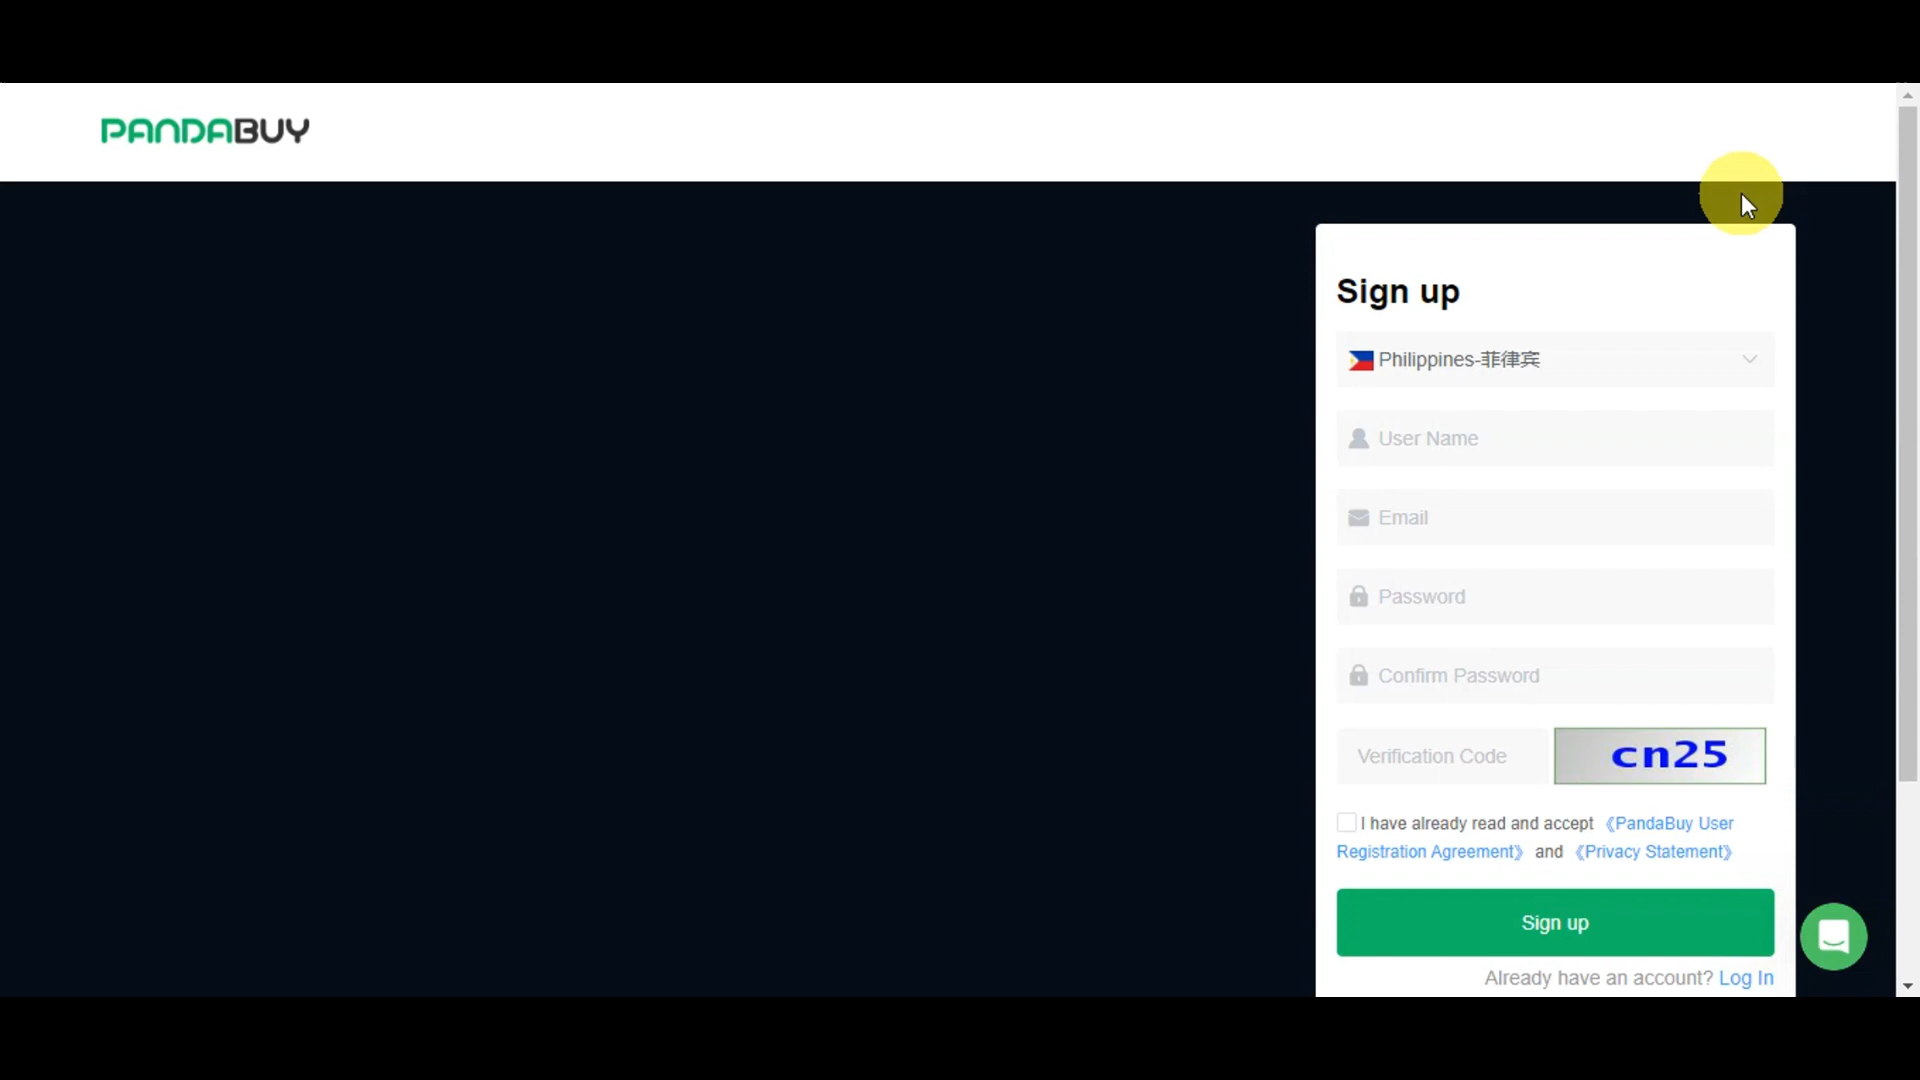 PANDABUY
Sign up
Philippines-菲律宾
User Name
Email
Password
Confirm Password
Verification Code
cn25
I have already read and accept 《PandaBuy User
Registration Agreement》 and 《Privacy Statement》
Sign up
Already have an account? Log In